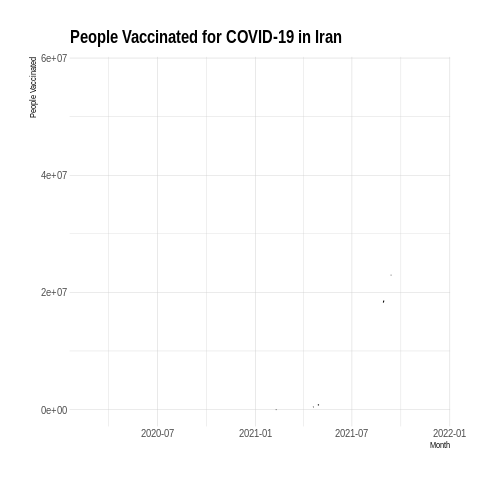 People Vaccinated for COVID-19 in Iran
People Vaccinated
6e+07
4e+07
2e+07
0e+00
2020-07 2021-01 2021-07 2022-01
Month